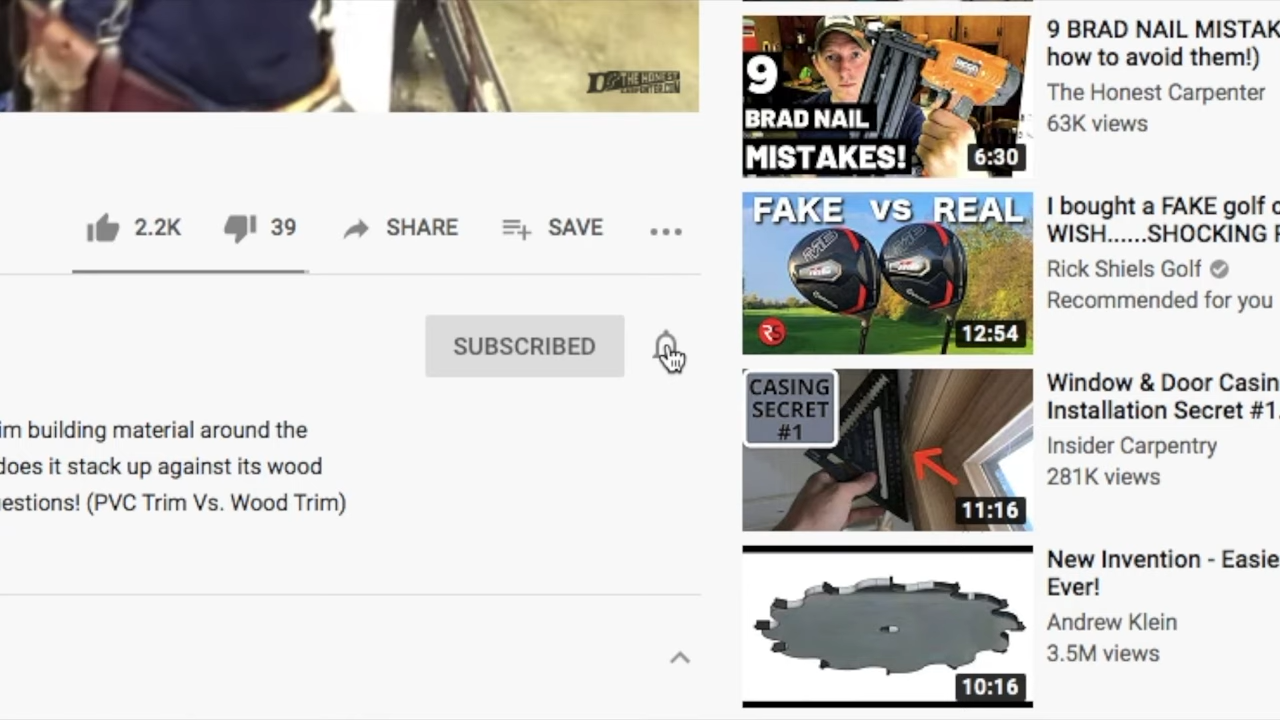 THE HONEST
CARPENTER.COM
2.2K
39
SHARE
SAVE
SUBSCRIBED
im building material around the
does it stack up against its wood
estions! (PVC Trim Vs. Wood Trim)
9
BRAD NAIL
MISTAKES!
6:30
9 BRAD NAIL MISTAK
how to avoid them!)
The Honest Carpenter
63K views
FAKE vs REAL
RS
12:54
I bought a FAKE golf c
WISH......SHOCKING
Rick Shiels Golf
Recommended for you
CASING
SECRET
#1
11:16
Window & Door Casin
Installation Secret #1.
Insider Carpentry
281K views
10:16
New Invention - Easie
Ever!
Andrew Klein
3.5M views